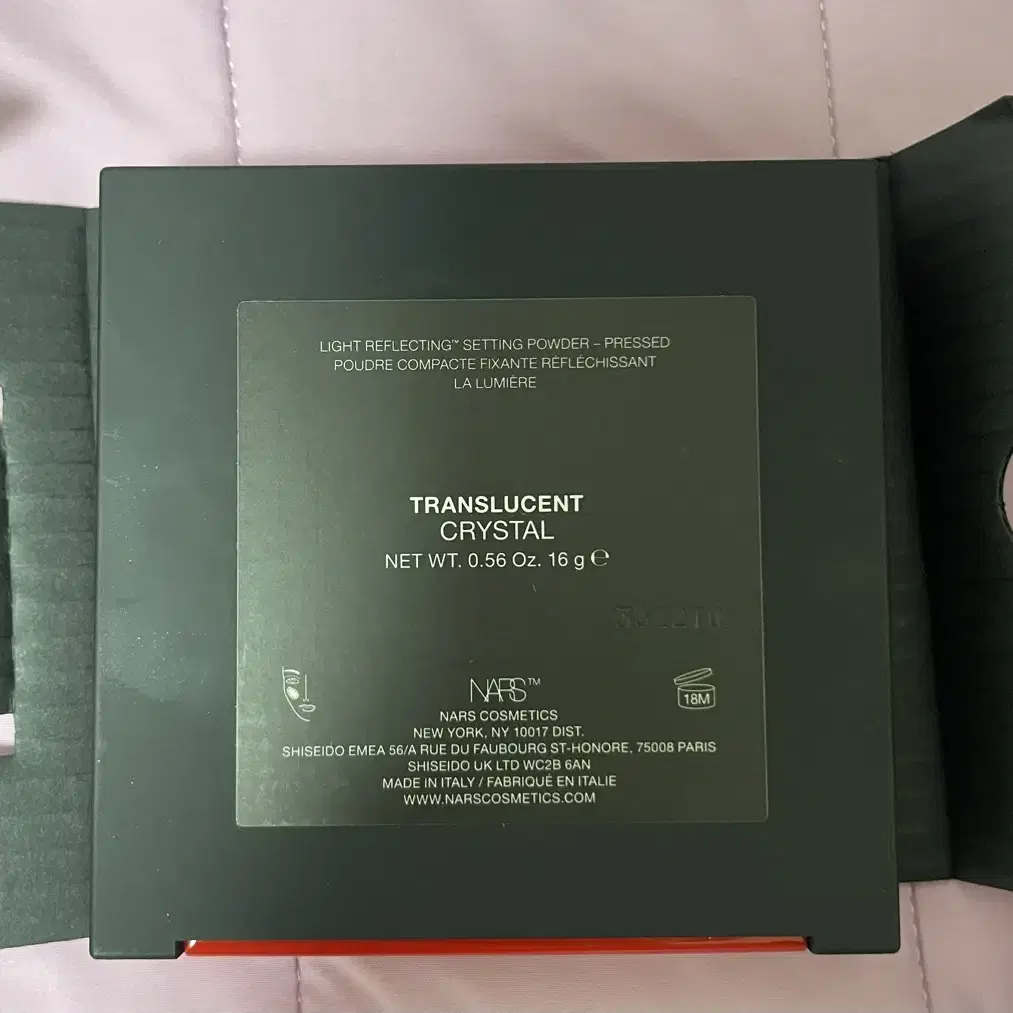 LIGHT REFLECTING™ SETTING POWDER – PRESSED
POUDRE COMPACTE FIXANTE RÉFLÉCHISSANT
LA LUMIÈRE
TRANSLUCENT
CRYSTAL
NET WT. 0.56 Oz. 16 g ℮
NARS™
18M
NARS COSMETICS
NEW YORK, NY 10017 DIST.
SHISEIDO EMEA 56/A RUE DU FAUBOURG ST-HONORE, 75008 PARIS
SHISEIDO UK LTD WC2B 6AN
MADE IN ITALY / FABRIQUÉ EN ITALIE
WWW.NARSCOSMETICS.COM